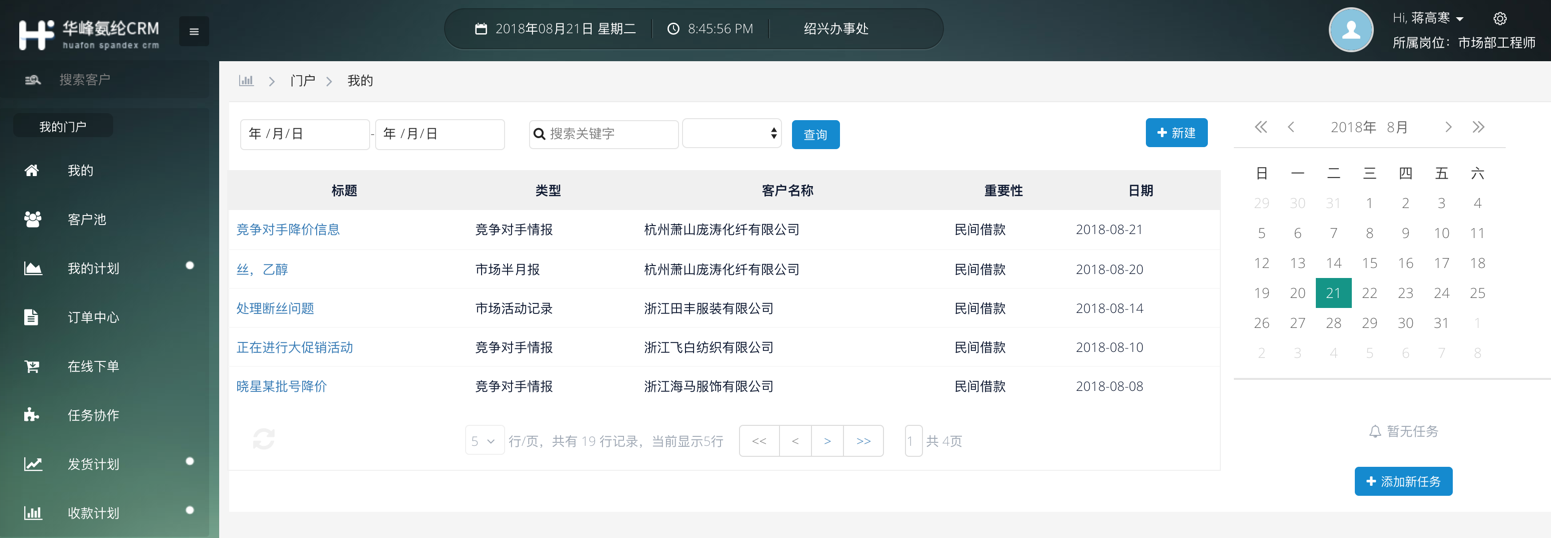 华峰氨纶CRM
huafon spandex crm
2018年08月21日 星期二 8:45:56 PM 绍兴办事处
Hi, 蒋高寒
所属岗位：市场部工程师
搜索客户
我的门户
我的
客户池
我的计划
订单中心
在线下单
任务协作
发货计划
收款计划
门户 我的
年 /月/日 - 年 /月/日 搜索关键字 查询 新建
标题 类型 客户名称 重要性 日期
竞争对手降价信息 竞争对手情报 杭州萧山庞涛化纤有限公司 民间借款 2018-08-21
丝，乙醇 市场半月报 杭州萧山庞涛化纤有限公司 民间借款 2018-08-20
处理断丝问题 市场活动记录 浙江田丰服装有限公司 民间借款 2018-08-14
正在进行大促销活动 竞争对手情报 浙江飞白纺织有限公司 民间借款 2018-08-10
晓星某批号降价 竞争对手情报 浙江海马服饰有限公司 民间借款 2018-08-08
5 行/页，共有 19 行记录，当前显示5行 << < > >> 1 共 4页
2018年 8月
日 一 二 三 四 五 六
29 30 31 1 2 3 4
5 6 7 8 9 10 11
12 13 14 15 16 17 18
19 20 21 22 23 24 25
26 27 28 29 30 31 1
2 3 4 5 6 7 8
暂无任务
添加新任务